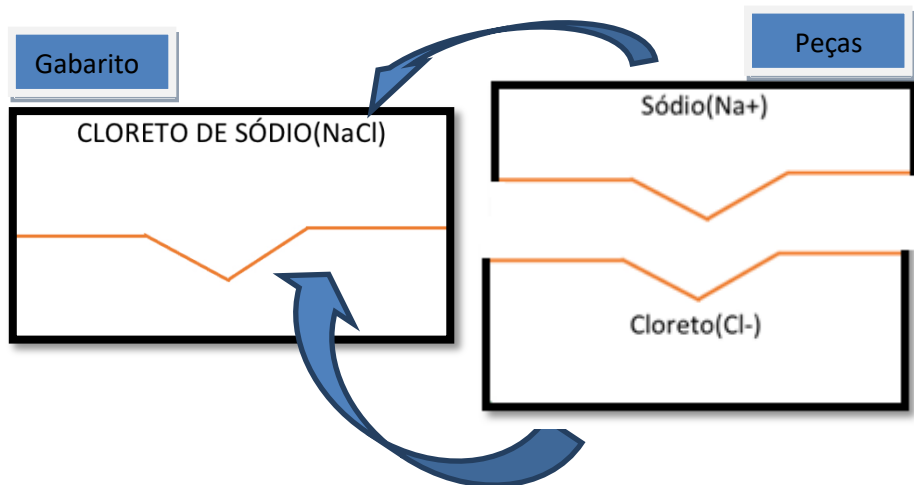 Gabarito
Peças
CLORETO DE SÓDIO(NaCl)
Sódio(Na+)
Cloreto(Cl-)